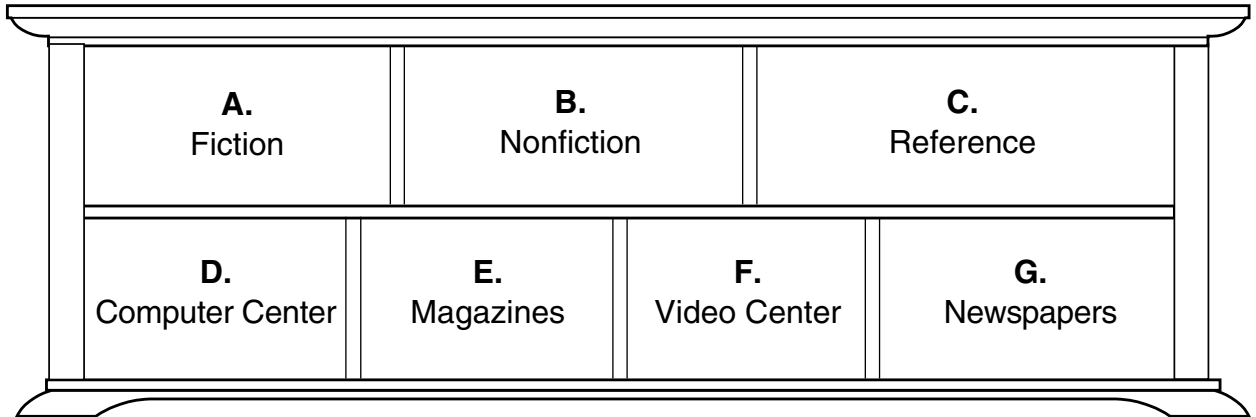 A.
Fiction
B.
Nonfiction
C.
Reference
D.
Computer Center
E.
Magazines
F.
Video Center
G.
Newspapers